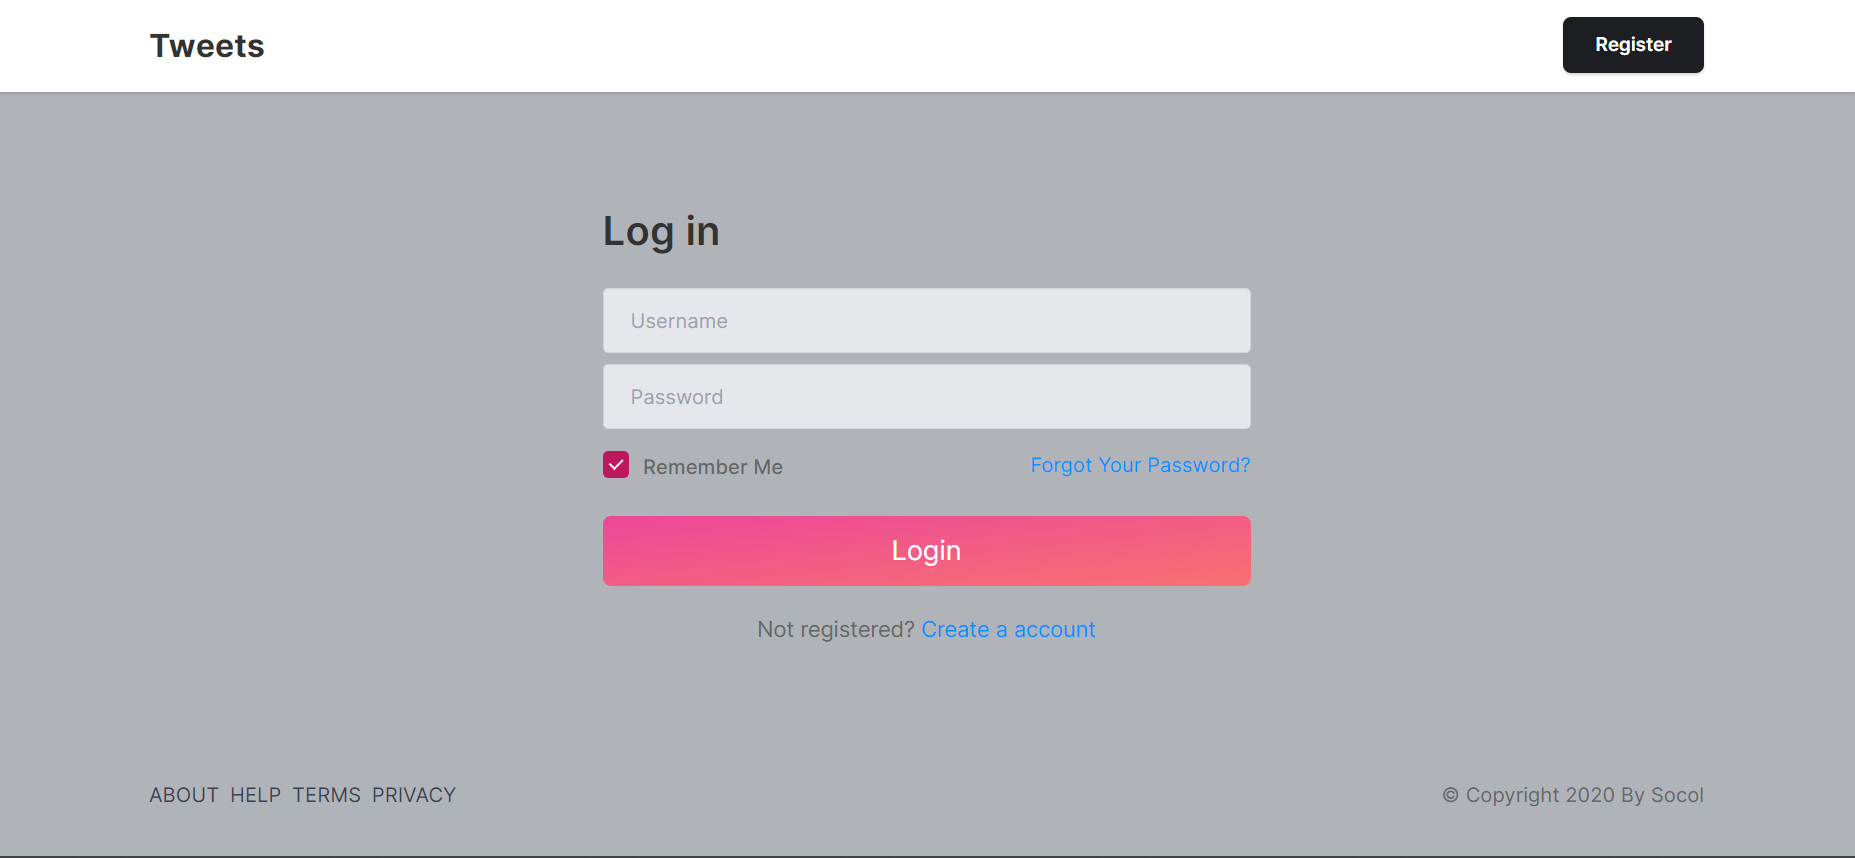 Tweets
Register
Log in
Username
Password
Remember Me
Forgot Your Password?
Login
Not registered? Create a account
ABOUT HELP TERMS PRIVACY
© Copyright 2020 By Socol